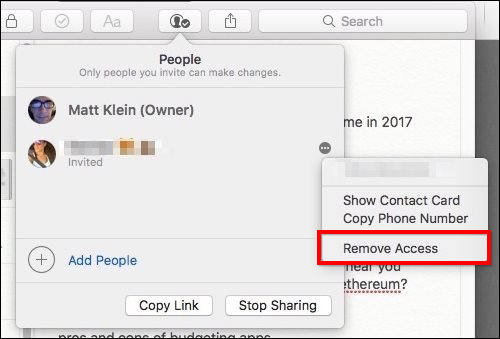 Aa
Search
People
Only people you invite can make changes.
Matt Klein (Owner)
me in 2017
Invited
Show Contact Card
Copy Phone Number
Remove Access
Add People
near you
ethereum?
Copy Link
Stop Sharing
pros and cons of budgeting apps